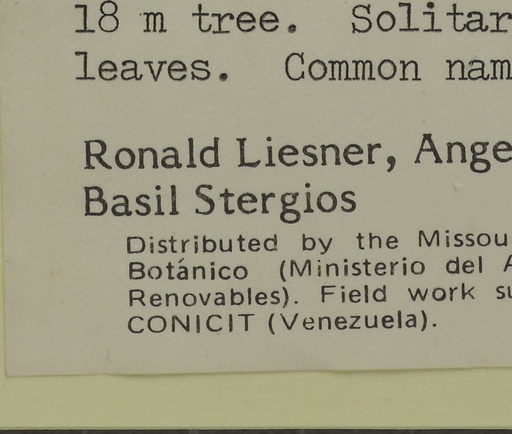 18 m tree. Solitar
leaves. Common nam
Ronald Liesner, Ange
Basil Stergios
Distributed by the Missou
Botánico (Ministerio del A
Renovables). Field work su
CONICIT (Venezuela).